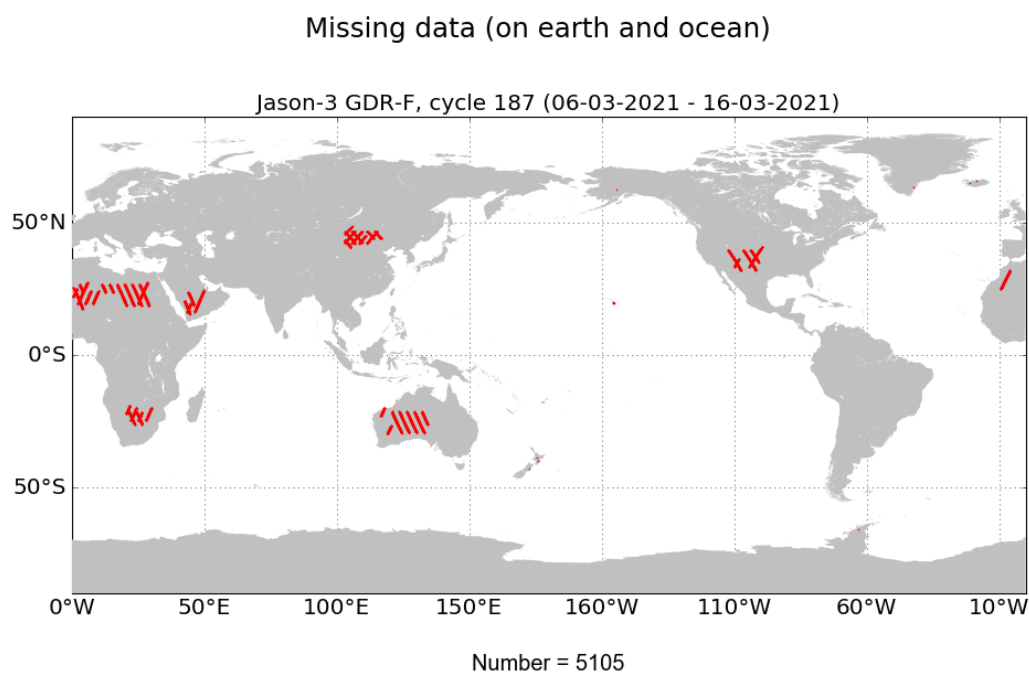 Missing data (on earth and ocean)
Jason-3 GDR-F, cycle 187 (06-03-2021 - 16-03-2021)
50°N
0°S
50°S
0°W 50°E 100°E 150°E 160°W 110°W 60°W 10°W
Number = 5105